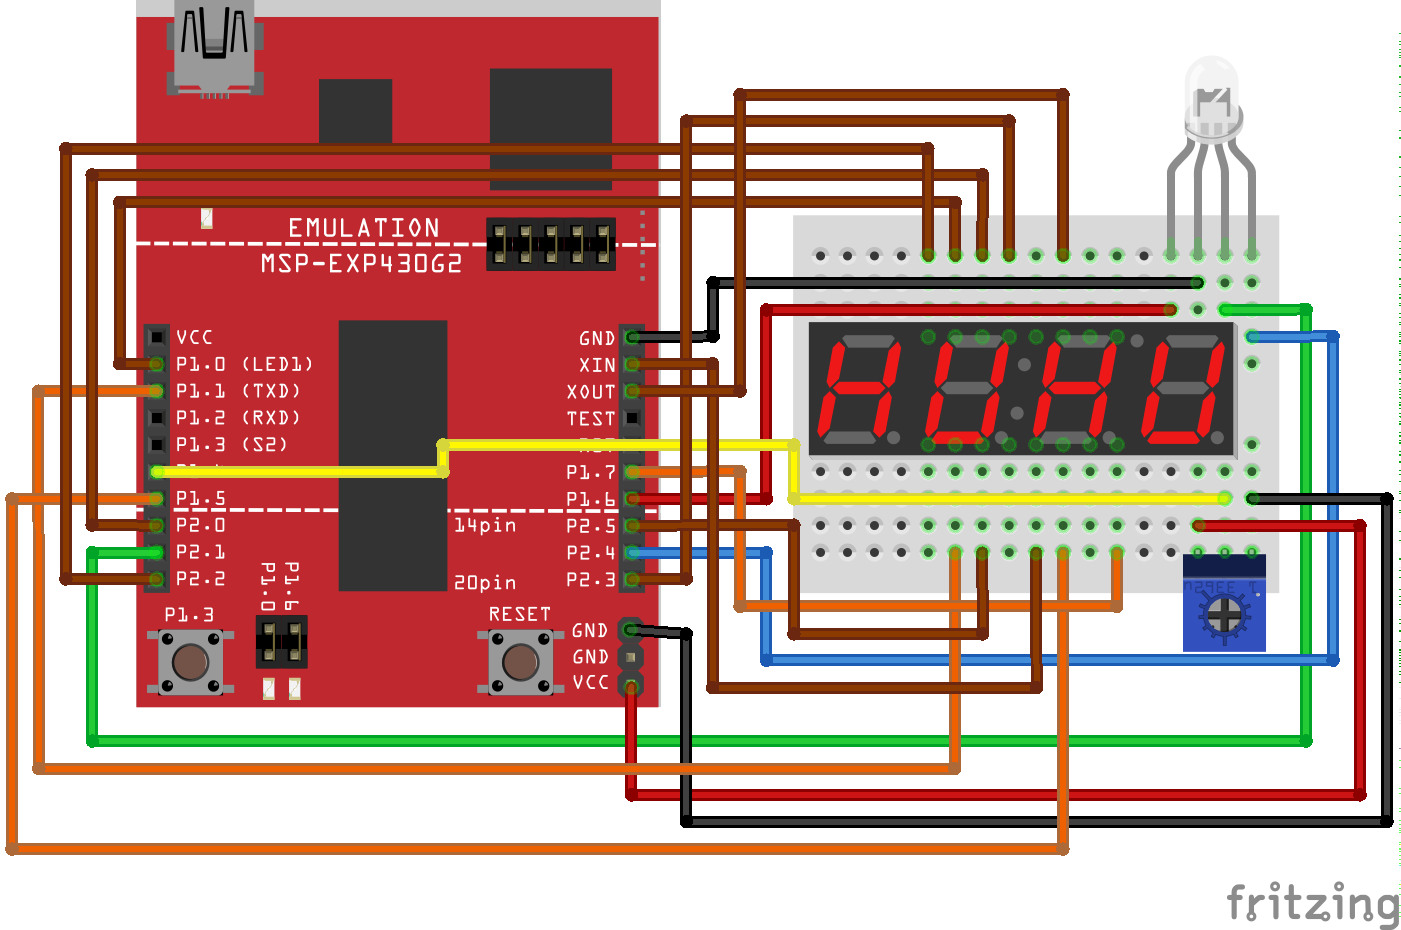 EMULATION
MSP-EXP430G2
VCC
P1.0 (LED1)
P1.1 (TXD)
P1.2 (RXD)
P1.3 (S2)
P1.5
P2.0
P2.1
P2.2
GND
XIN
XOUT
TEST
P1.7
P1.6
P2.5
P2.4
P2.3
14pin
20pin
P1.0
P1.6
P1.3
RESET
GND
GND
VCC
fritzing